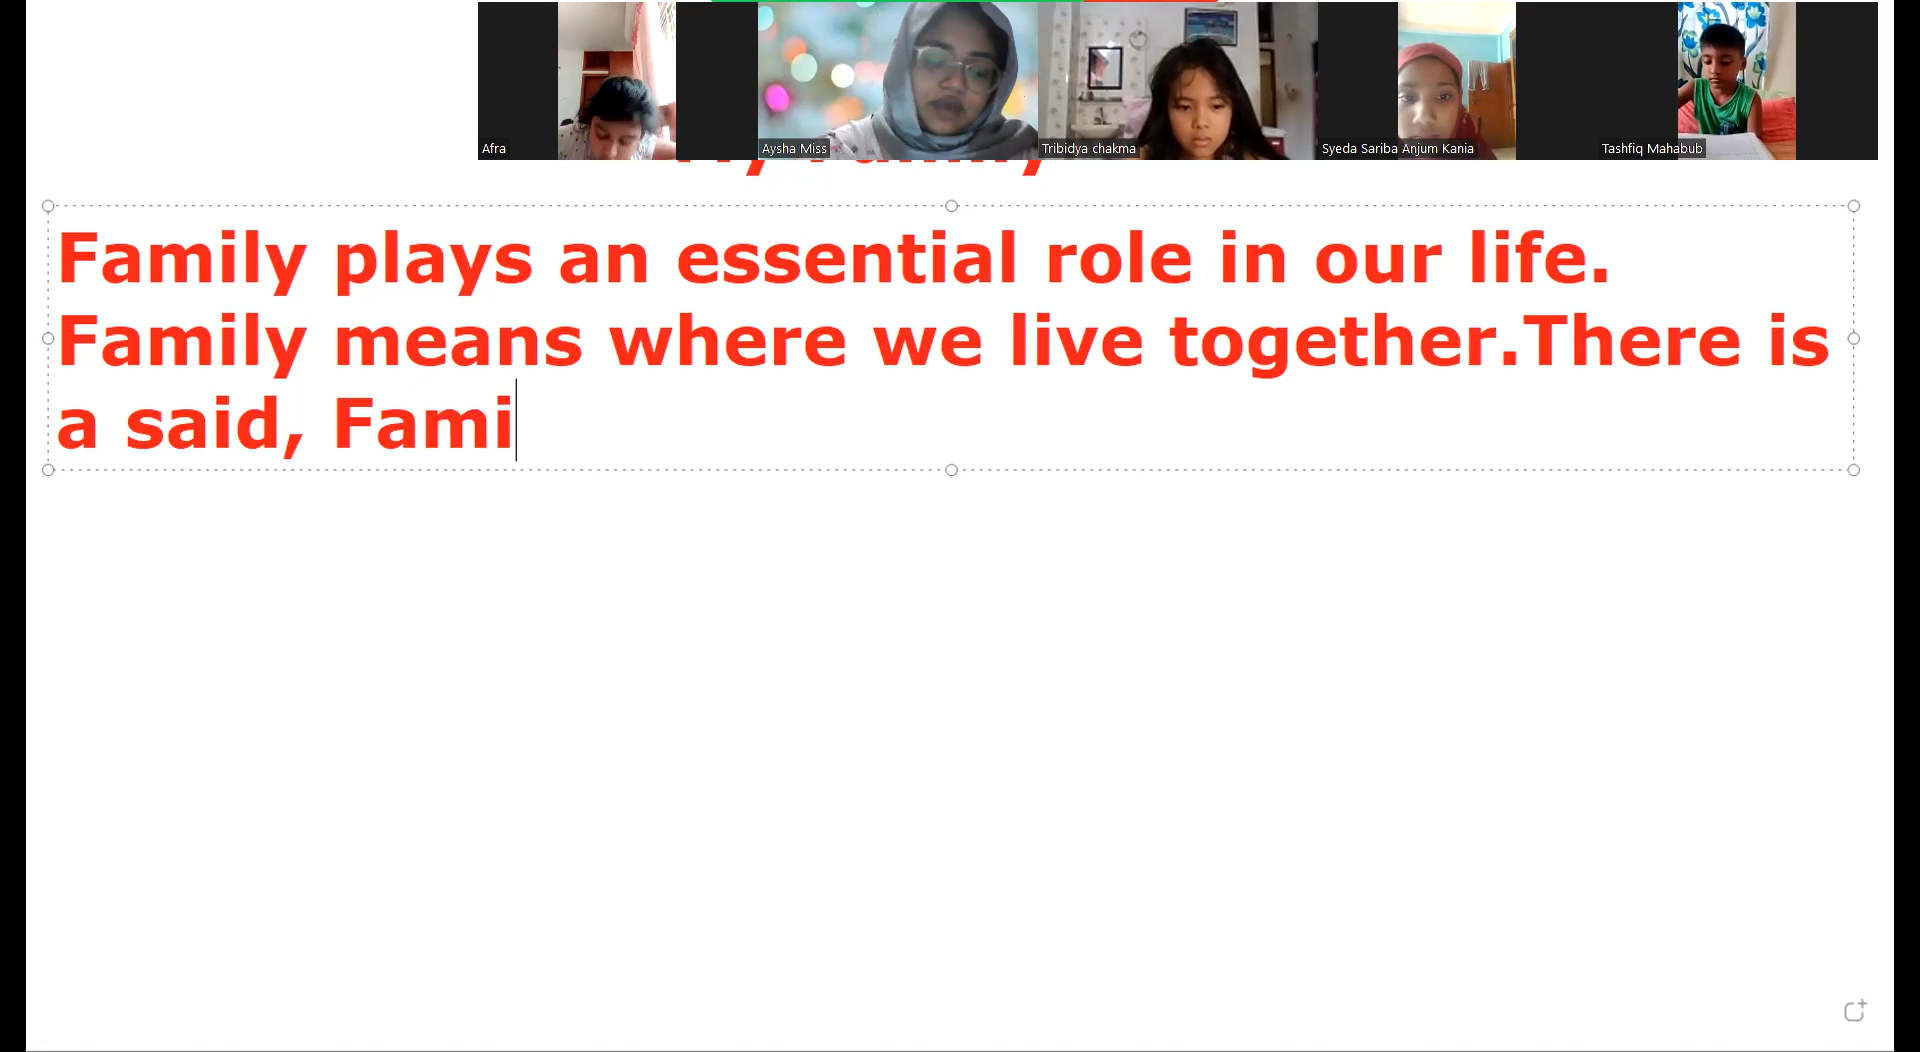 Afra
Aysha Miss
Tribidya chakma
Syeda Sariba Anjum Kania
Tashfiq Mahabub
Family plays an essential role in our life.
Family means where we live together.There is
a said, Fami